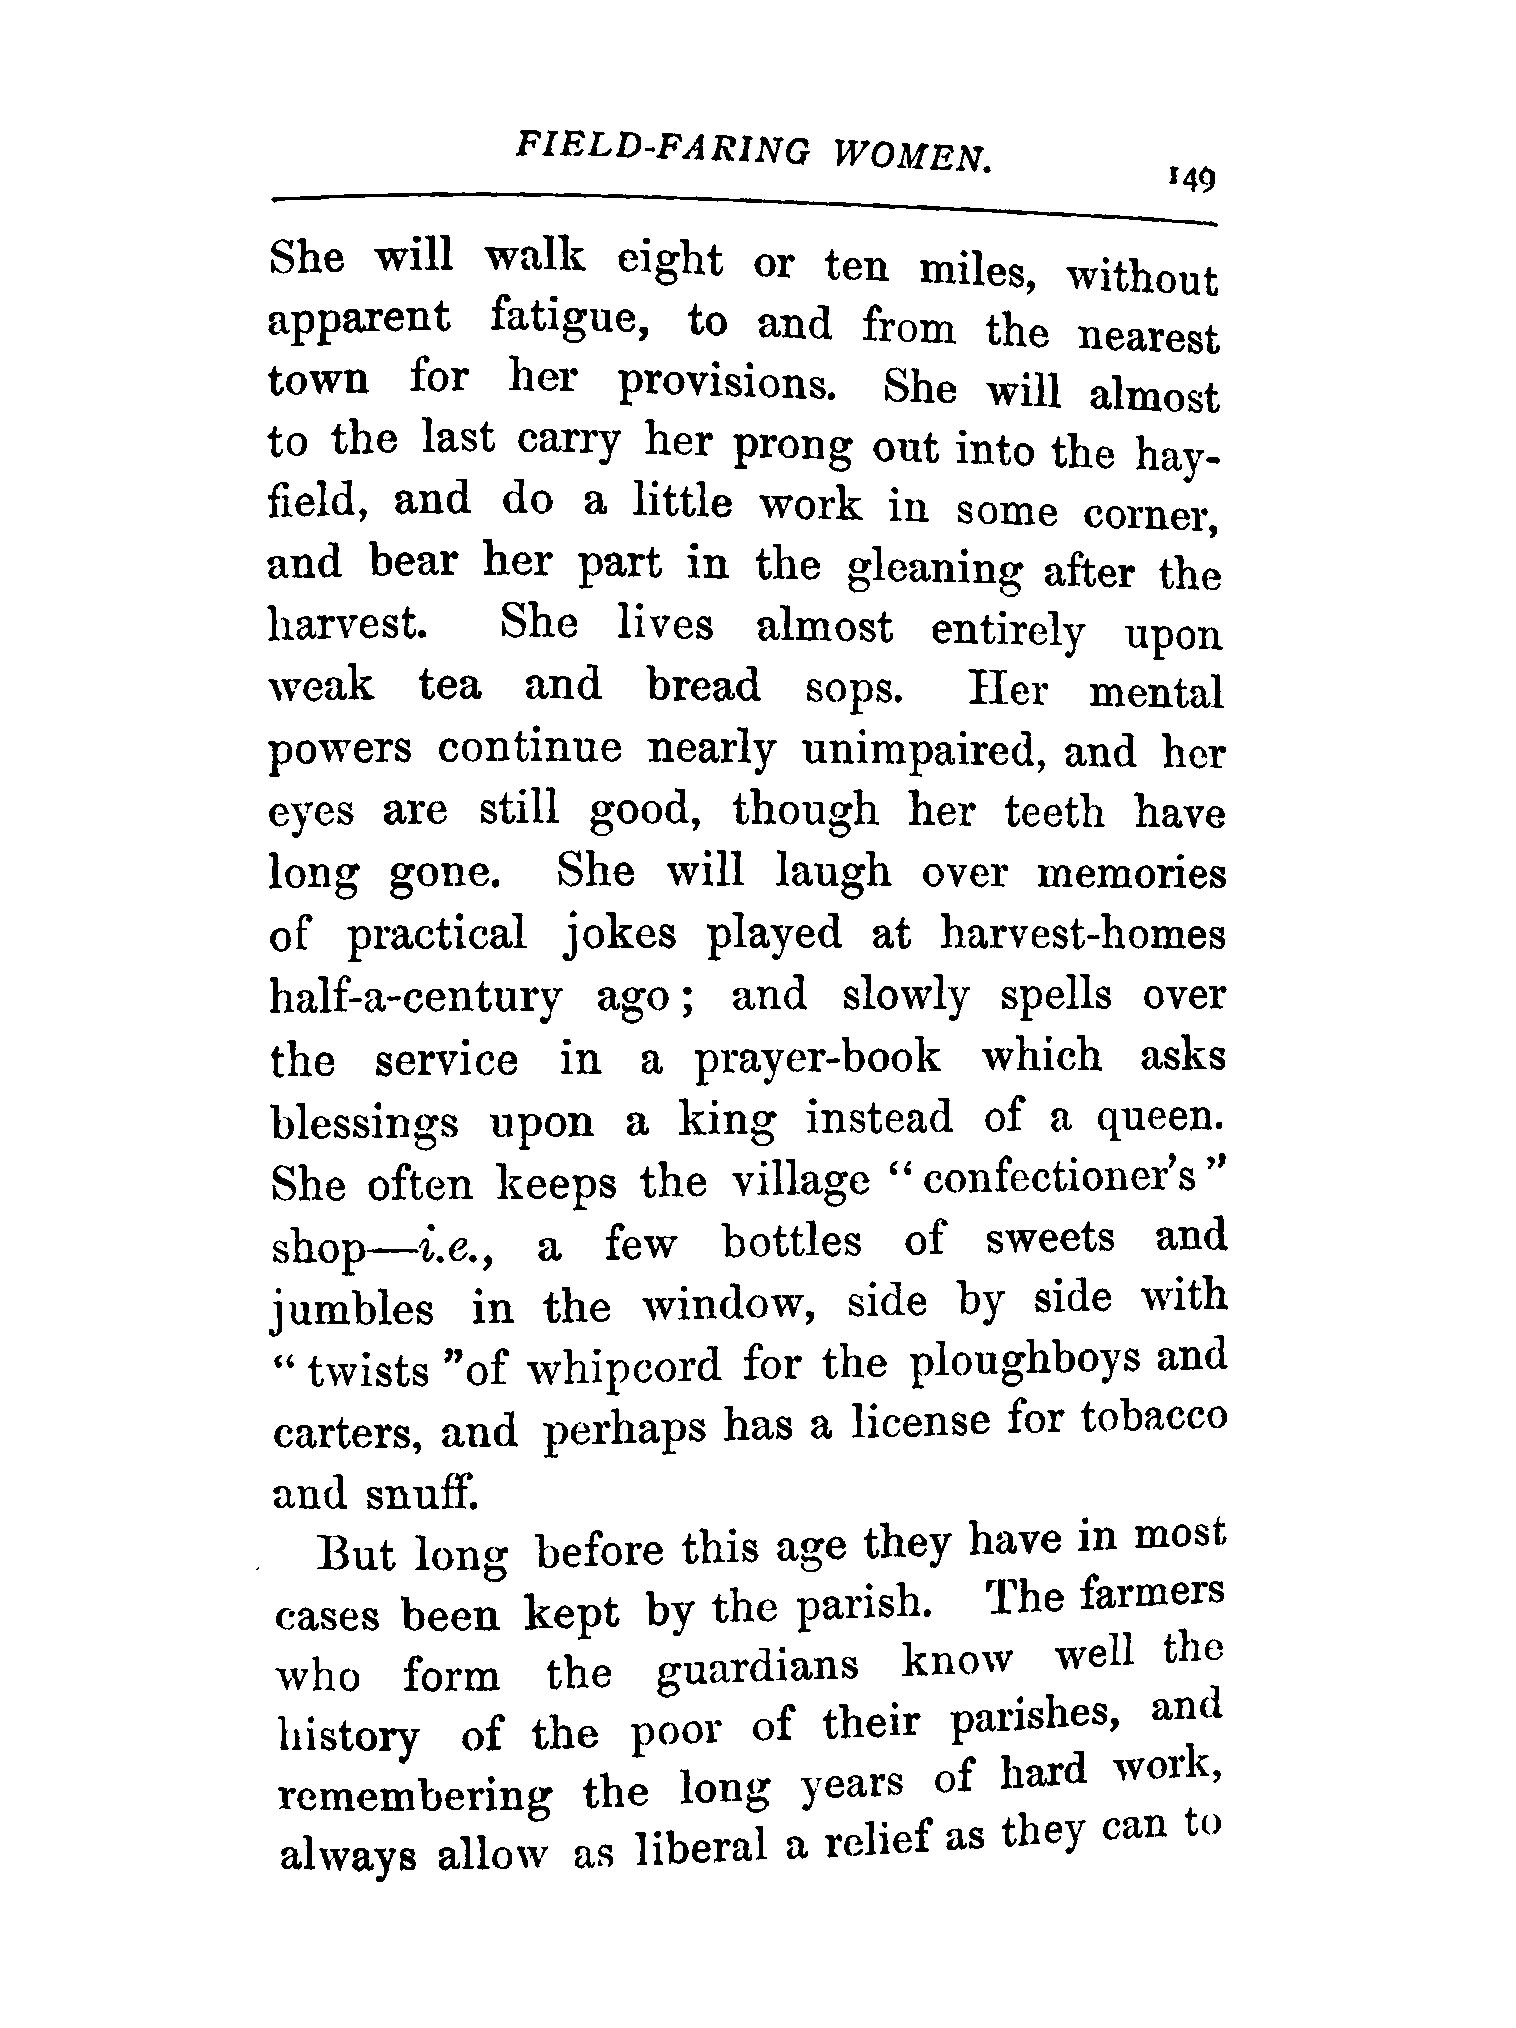 FIELD-FARING WOMEN. 149
She will walk eight or ten miles, without
apparent fatigue, to and from the nearest
town for her provisions. She will almost
to the last carry her prong out into the hay-
field, and do a little work in some corner,
and bear her part in the gleaning after the
harvest. She lives almost entirely upon
weak tea and bread sops. Her mental
powers continue nearly unimpaired, and her
eyes are still good, though her teeth have
long gone. She will laugh over memories
of practical jokes played at harvest-homes
half-a-century ago; and slowly spells over
the service in a prayer-book which asks
blessings upon a king instead of a queen.
She often keeps the village “confectioner’s”
shop—i.e., a few bottles of sweets and
jumbles in the window, side by side with
“twists” of whipcord for the ploughboys and
carters, and perhaps has a license for tobacco
and snuff.
But long before this age they have in most
cases been kept by the parish. The farmers
who form the guardians know well the
history of the poor of their parishes, and
remembering the long years of hard work,
always allow as liberal a relief as they can to